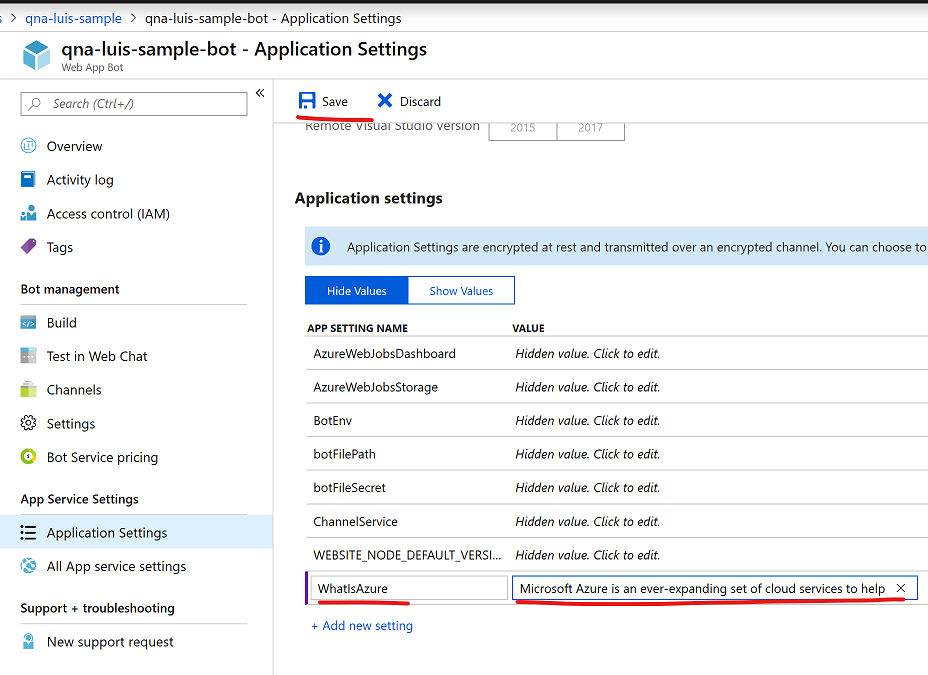 s > qna-luis-sample > qna-luis-sample-bot - Application Settings
qna-luis-sample-bot - Application Settings
Web App Bot
Search (Ctrl+/)
«
Overview
Activity log
Access control (IAM)
Tags
Bot management
Build
Test in Web Chat
Channels
Settings
Bot Service pricing
App Service Settings
Application Settings
All App service settings
Support + troubleshooting
New support request
Save
Discard
Remote Visual Studio version
2015
2017
Application settings
Application Settings are encrypted at rest and transmitted over an encrypted channel. You can choose to
Hide Values
Show Values
APP SETTING NAME
VALUE
AzureWebJobsDashboard
Hidden value. Click to edit.
AzureWebJobsStorage
Hidden value. Click to edit.
BotEnv
Hidden value. Click to edit.
botFilePath
Hidden value. Click to edit.
botFileSecret
Hidden value. Click to edit.
ChannelService
Hidden value. Click to edit.
WEBSITE_NODE_DEFAULT_VERSI...
Hidden value. Click to edit.
WhatIsAzure
Microsoft Azure is an ever-expanding set of cloud services to help
+ Add new setting